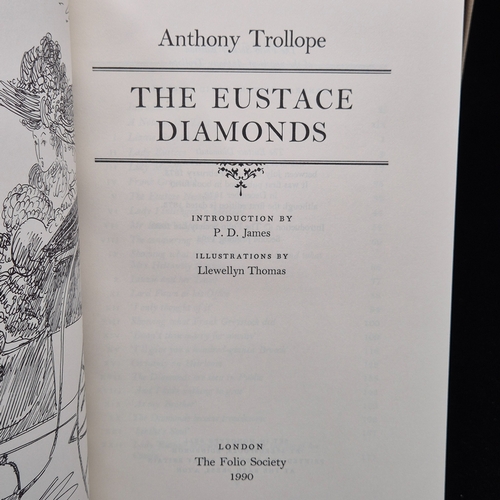 Anthony Trollope
THE EUSTACE
DIAMONDS
INTRODUCTION BY
P. D. James
ILLUSTRATIONS BY
Llewellyn Thomas
LONDON
The Folio Society
1990